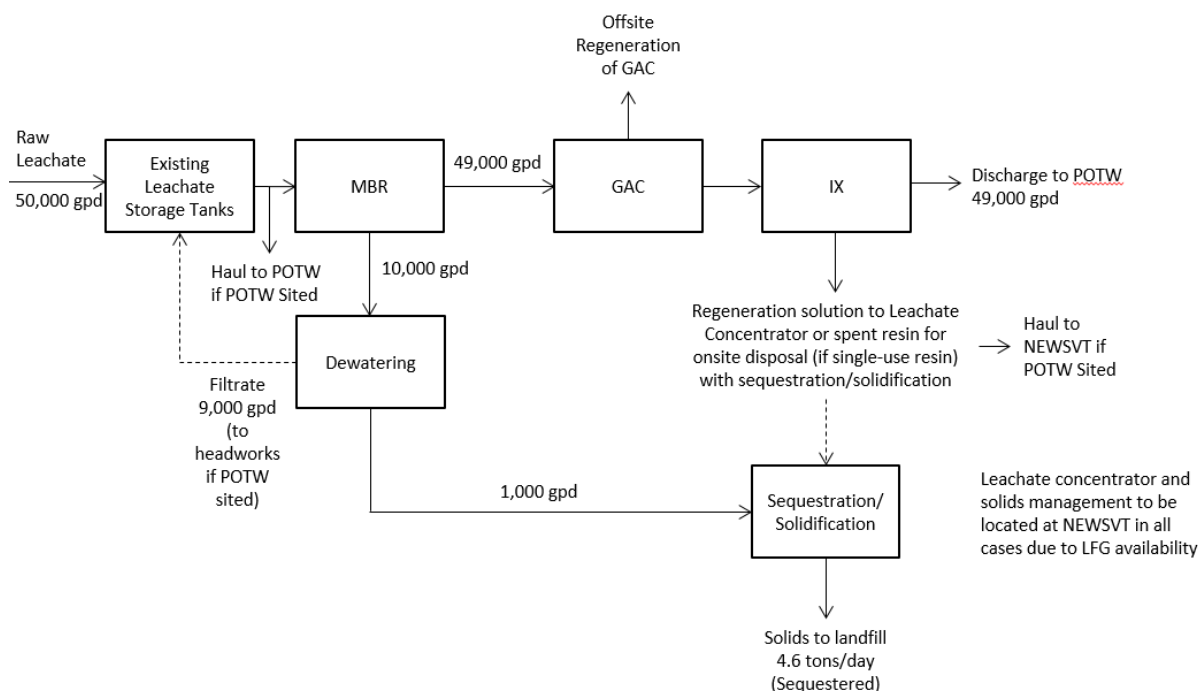 Offsite
Regeneration
of GAC
Raw
Leachate
50,000 gpd
Existing
Leachate
Storage Tanks
MBR
49,000 gpd
GAC
IX
Discharge to POTW
49,000 gpd
Haul to POTW
if POTW Sited
10,000 gpd
Dewatering
Filtrate
9,000 gpd
(to
headworks
if POTW
sited)
Regeneration solution to Leachate
Concentrator or spent resin for
onsite disposal (if single-use resin)
with sequestration/solidification
Haul to
NEWSVT if
POTW Sited
1,000 gpd
Sequestration/
Solidification
Leachate concentrator and
solids management to be
located at NEWSVT in all
cases due to LFG availability
Solids to landfill
4.6 tons/day
(Sequestered)